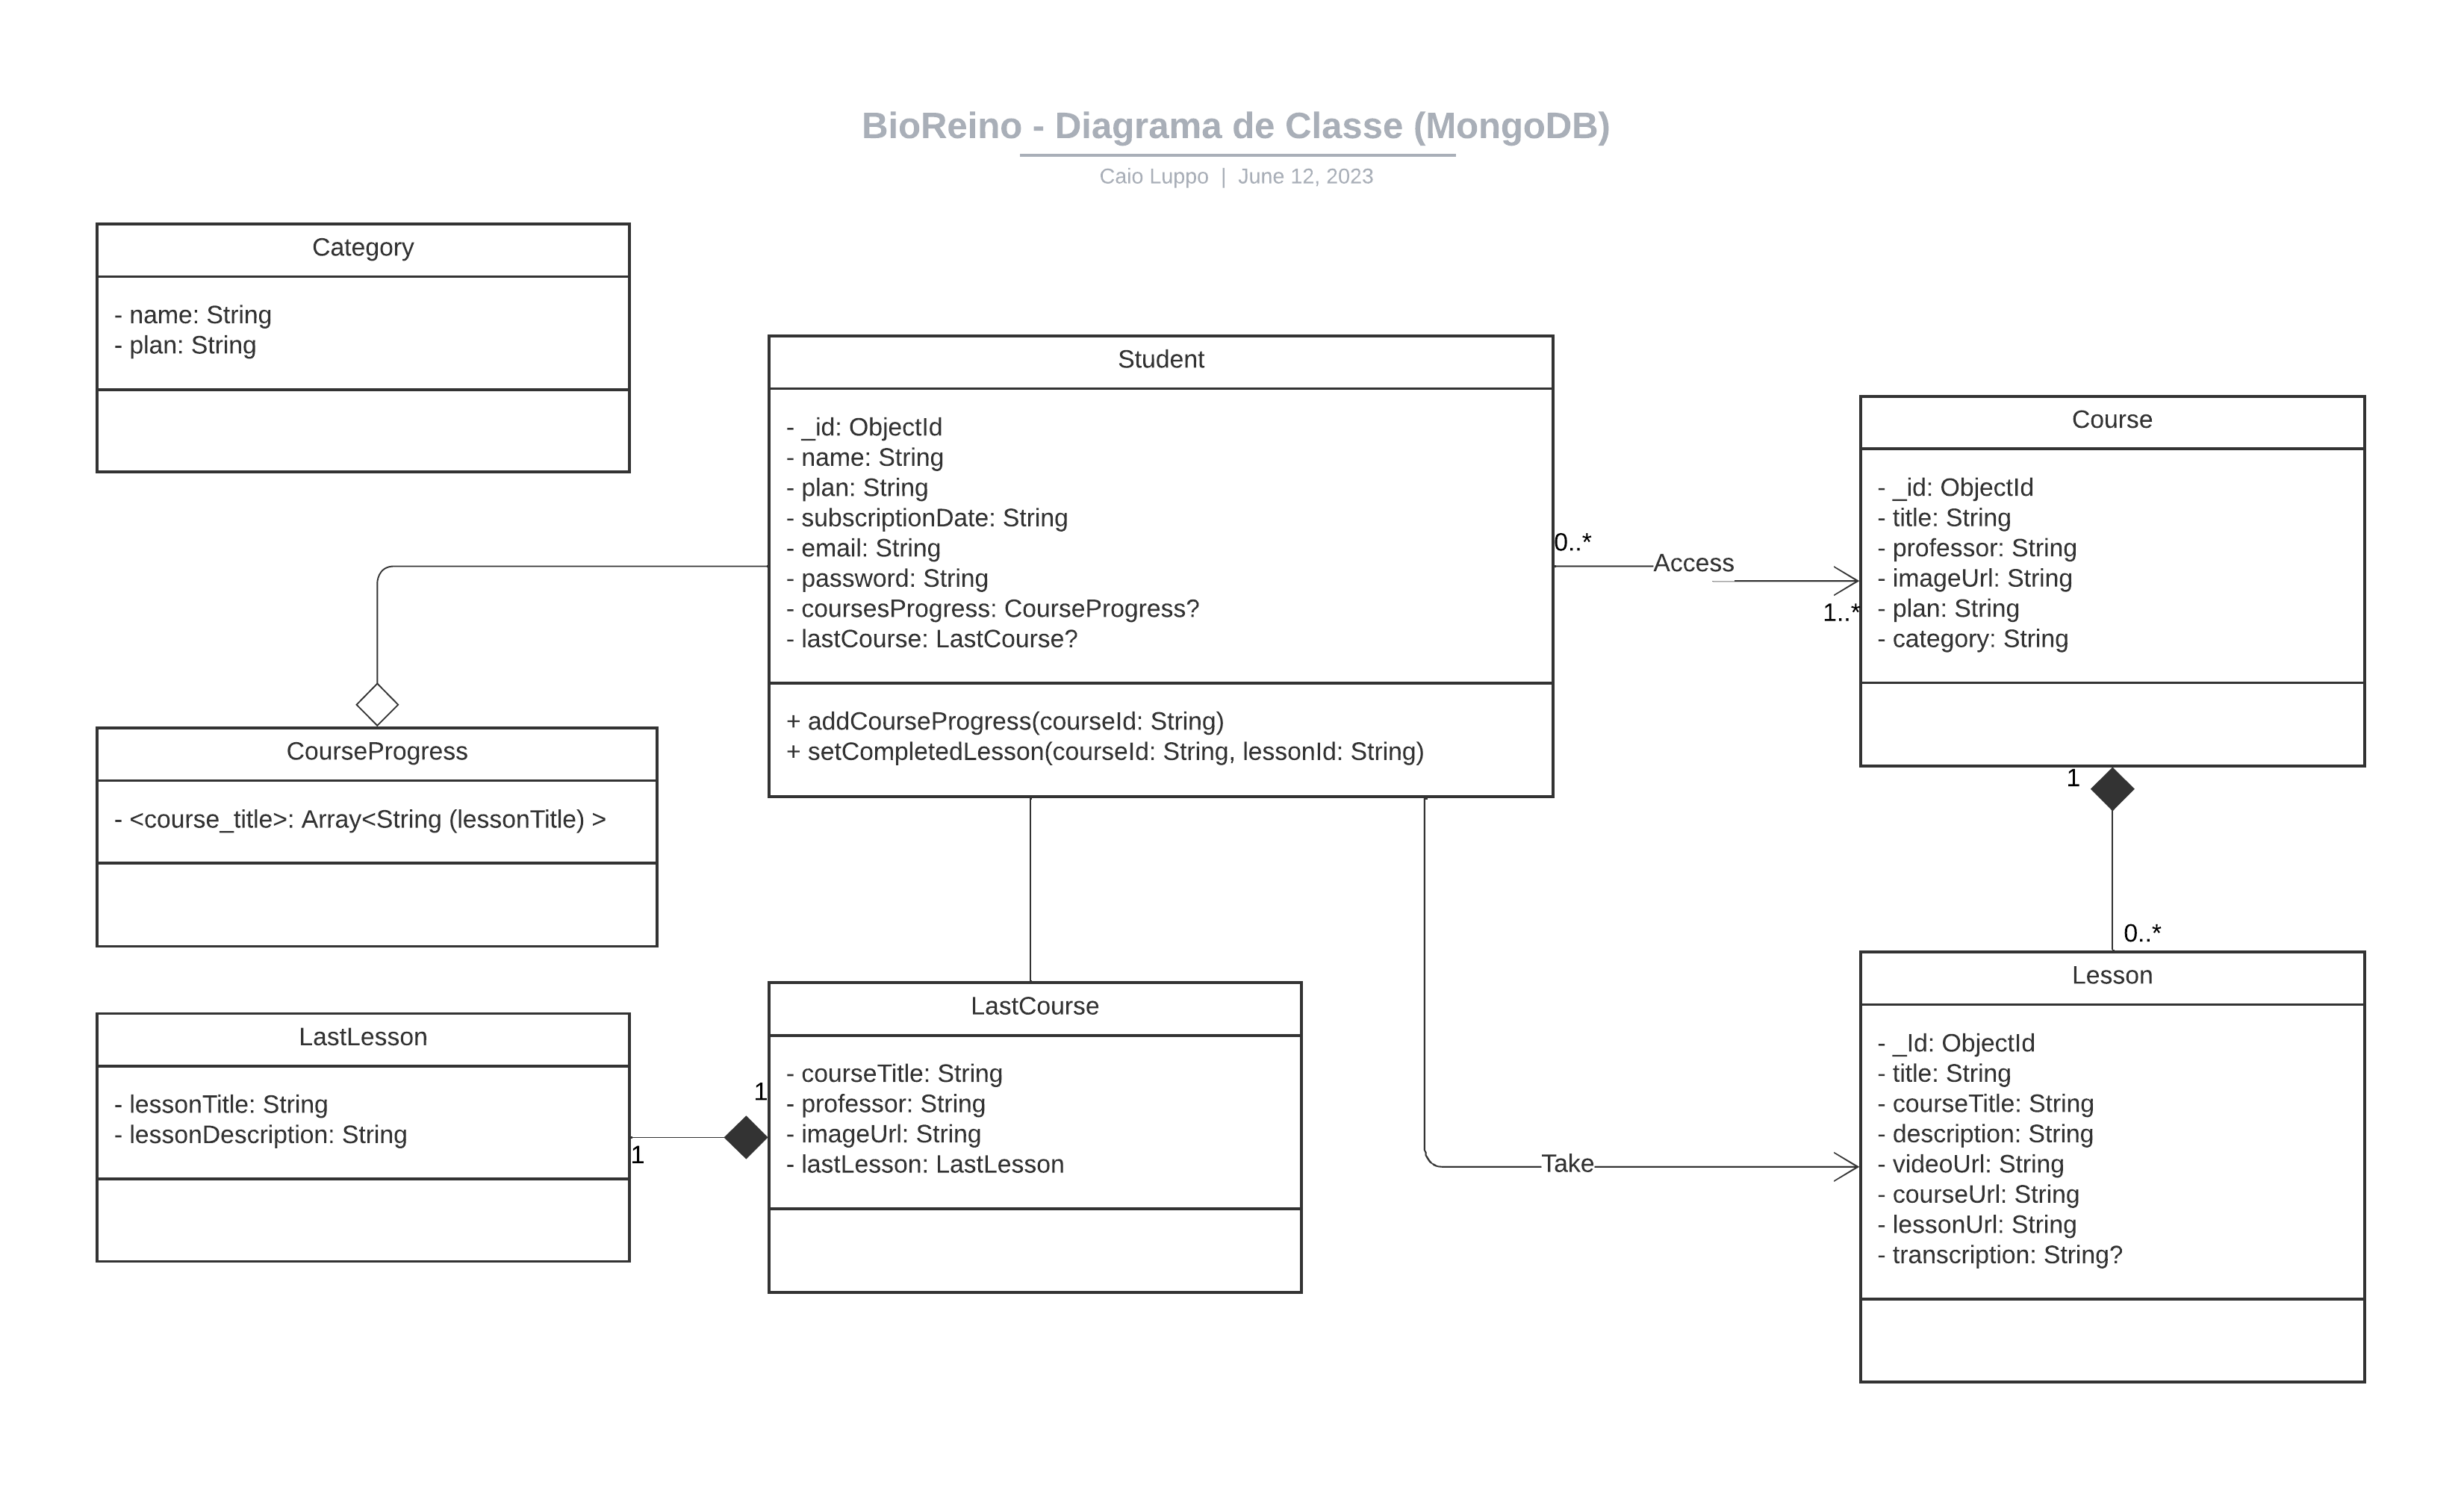 BioReino - Diagrama de Classe (MongoDB)
Caio Luppo | June 12, 2023
Category
- name: String
- plan: String
Student
- _id: ObjectId
- name: String
- plan: String
- subscriptionDate: String
- email: String
- password: String
- coursesProgress: CourseProgress?
- lastCourse: LastCourse?
+ addCourseProgress(courseId: String)
+ setCompletedLesson(courseId: String, lessonId: String)
0..*
Access
1..*
Course
- _id: ObjectId
- title: String
- professor: String
- imageUrl: String
- plan: String
- category: String
1
0..*
CourseProgress
- <course_title>: Array<String (lessonTitle) >
LastLesson
- lessonTitle: String
- lessonDescription: String
1
1
LastCourse
- courseTitle: String
- professor: String
- imageUrl: String
- lastLesson: LastLesson
Take
Lesson
- _Id: ObjectId
- title: String
- courseTitle: String
- description: String
- videoUrl: String
- courseUrl: String
- lessonUrl: String
- transcription: String?